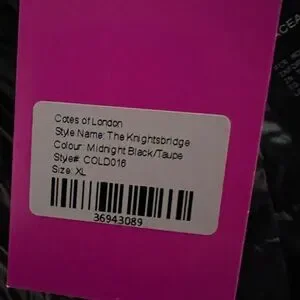 Cotes of London
Style Name: The Knightsbridge
Colour: Midnight Black/Taupe
Style#: COLD016
Size: XL
36943089